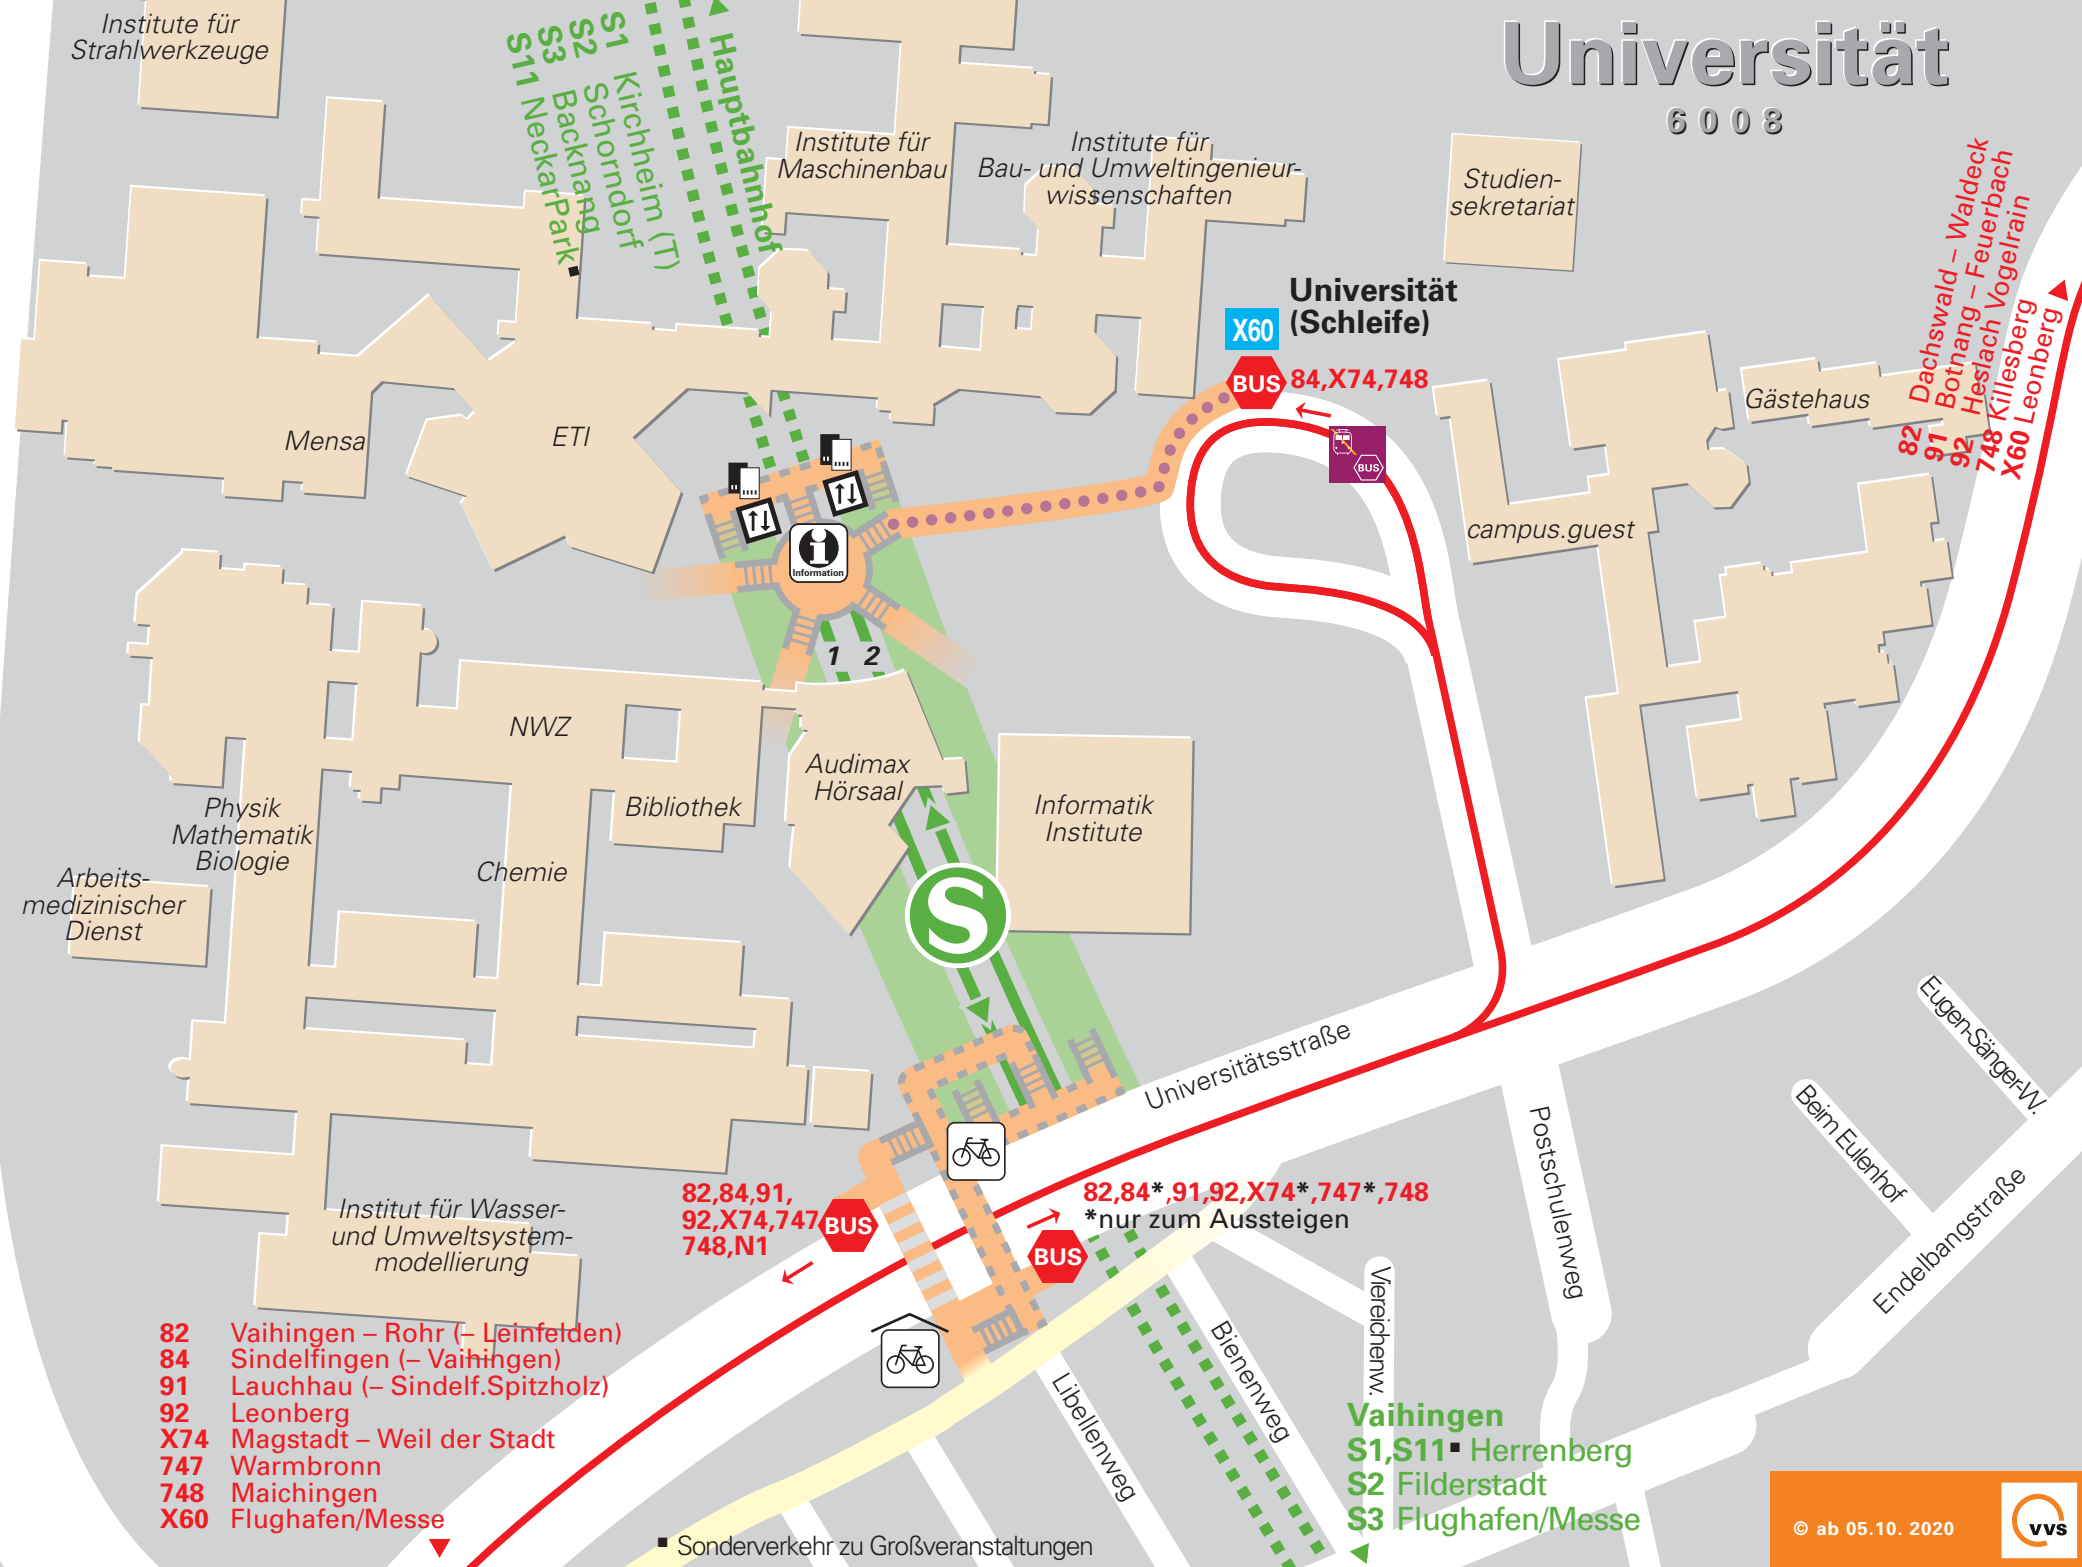 Universität
6008
Institute für
Strahlwerkzeuge
S1 Kirchheim (T)
S2 Schorndorf
S3 Backnang
S11 NeckarPark
Hauptbahnhof
Institute für
Maschinenbau
Institute für
Bau- und Umweltingenieur-
wissenschaften
Studien-
sekretariat
82 Dachswald – Waldeck
91 Botnang – Feuerbach
92 Heslach Vogelrain
748 Killesberg
X60 Leonberg
Universität
(Schleife)
X60
BUS
84,X74,748
BUS
Gästehaus
Mensa
ETI
campus.guest
i
Information
1 2
NWZ
Audimax
Hörsaal
Bibliothek
Informatik
Institute
Physik
Mathematik
Biologie
Chemie
Arbeits-
medizinischer
Dienst
S
Universitätsstraße
Eugen-Sänger-W.
Beim Eulenhof
Postschulenweg
Endelbangstraße
82,84,91,
92,X74,747
748,N1
BUS
82,84*,91,92,X74*,747*,748
*nur zum Aussteigen
BUS
Institut für Wasser-
und Umweltsystem-
modellierung
Viereichenw.
Bienenweg
Libellenweg
82 Vaihingen – Rohr (– Leinfelden)
84 Sindelfingen (– Vaihingen)
91 Lauchhau (– Sindelf.Spitzholz)
92 Leonberg
X74 Magstadt – Weil der Stadt
747 Warmbronn
748 Maichingen
X60 Flughafen/Messe
Vaihingen
S1,S11▪ Herrenberg
S2 Filderstadt
S3 Flughafen/Messe
▪ Sonderverkehr zu Großveranstaltungen
© ab 05.10. 2020
vvs